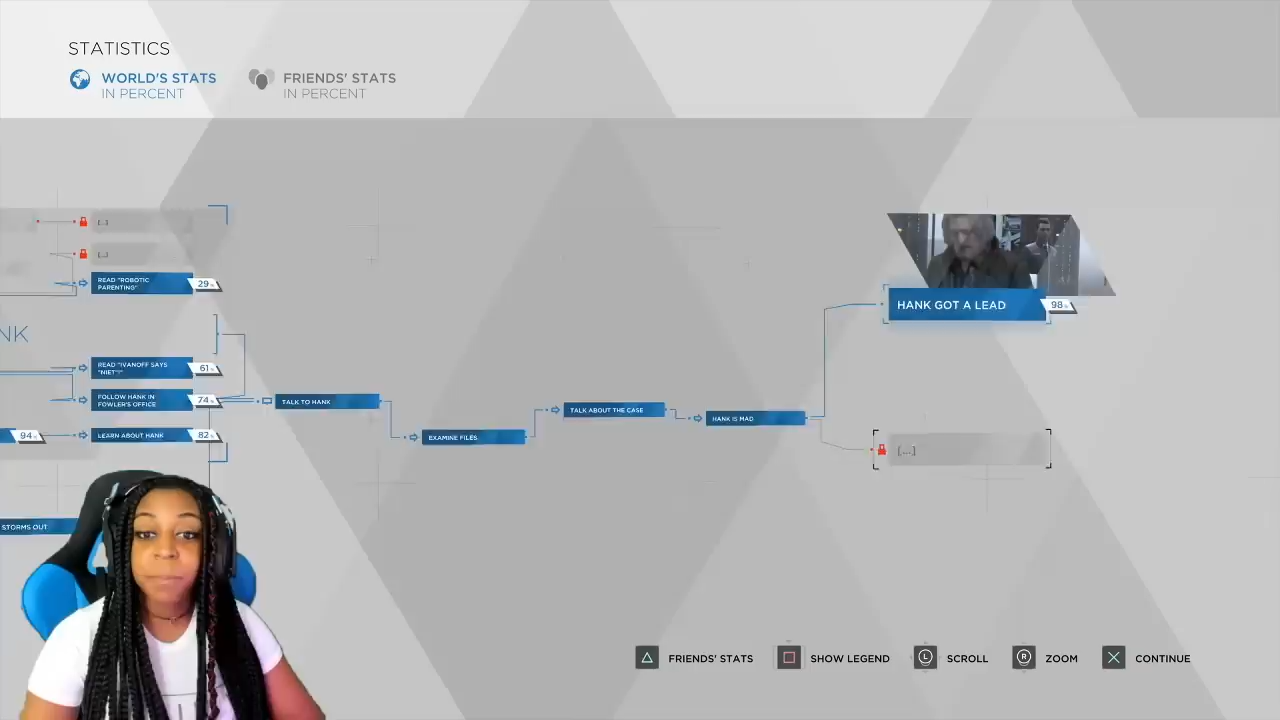 STATISTICS
WORLD'S STATS
IN PERCENT
FRIENDS' STATS
IN PERCENT
[...]
[...]
READ "ROBOTIC
PARENTING"
29%
HANK GOT A LEAD
98%
NK
READ "IVANOFF SAYS
"NIET"!"
61%
FOLLOW HANK IN
FOWLER'S OFFICE
74%
TALK TO HANK
TALK ABOUT THE CASE
HANK IS MAD
94%
LEARN ABOUT HANK
82%
EXAMINE FILES
[...]
STORMS OUT
FRIENDS' STATS
SHOW LEGEND
L
SCROLL
R
ZOOM
CONTINUE